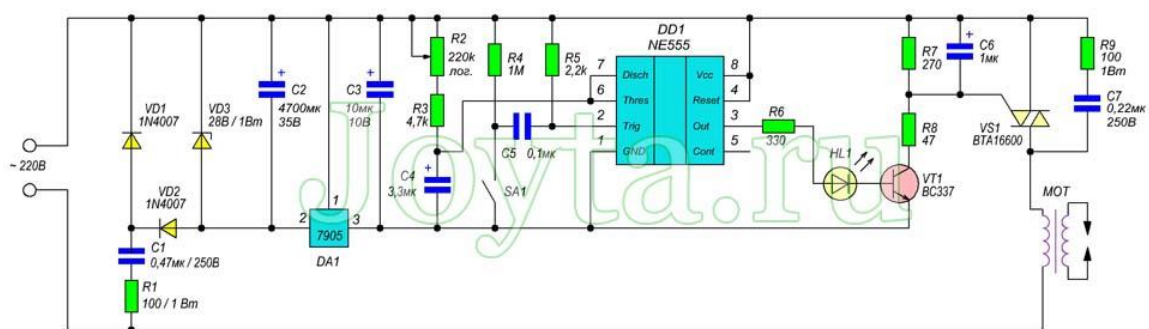 ~ 220В
VD1
1N4007
VD3
28В / 1Вт
VD2
1N4007
C1
0,47мк / 250В
R1
100 / 1 Вт
+
C2
4700мк
35В
1
2
7905
3
DA1
+
C3
10мк
10В
R2
220k
лог.
R3
4,7k
+
C4
3,3мк
R4
1М
R5
2,2k
C5
0,1мк
SA1
DD1
NE555
7
Disch
Vcc
8
6
Thres
Reset
4
2
Trig
Out
3
1
GND
Cont
5
R6
330
HL1
VT1
BC337
R7
270
R8
47
+
C6
1мк
VS1
BTA16600
R9
100
1Вт
C7
0,22мк
250В
МОТ
Joyta.ru